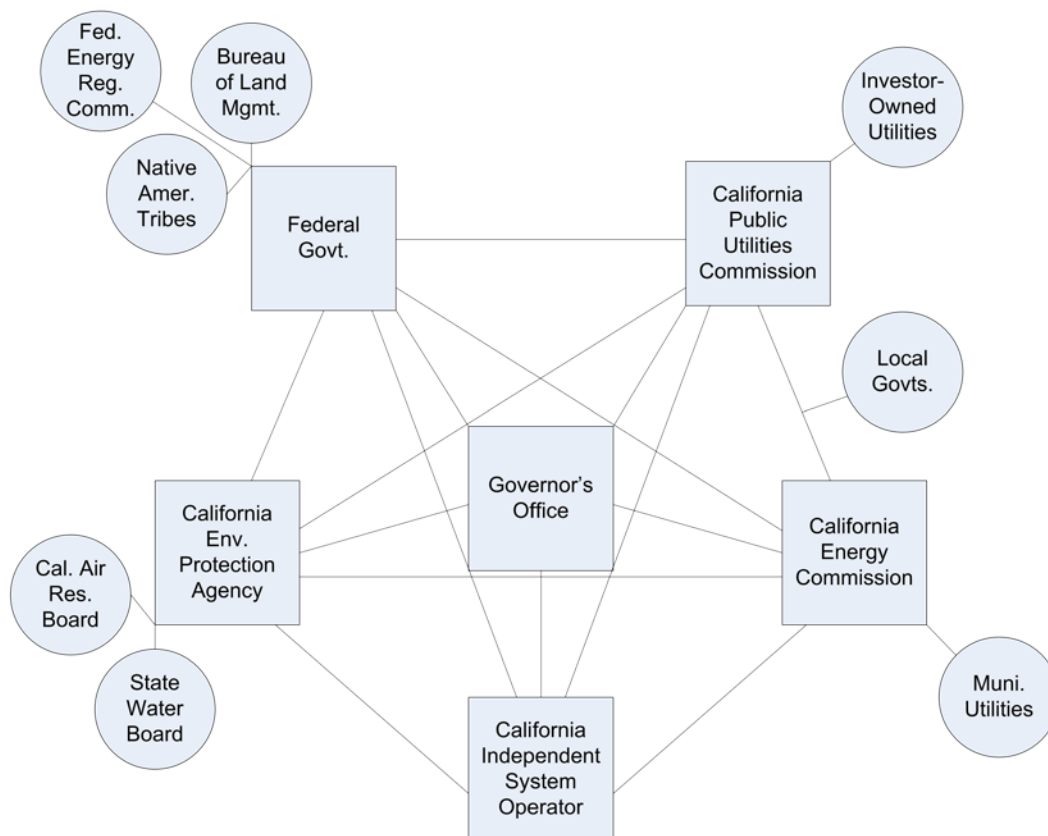 Fed.
Energy
Reg.
Comm.
Bureau
of Land
Mgmt.
Native
Amer.
Tribes
Federal
Govt.
Investor-
Owned
Utilities
California
Public
Utilities
Commission
Local
Govts.
Governor's
Office
California
Env.
Protection
Agency
California
Energy
Commission
Cal. Air
Res.
Board
State
Water
Board
Muni.
Utilities
California
Independent
System
Operator